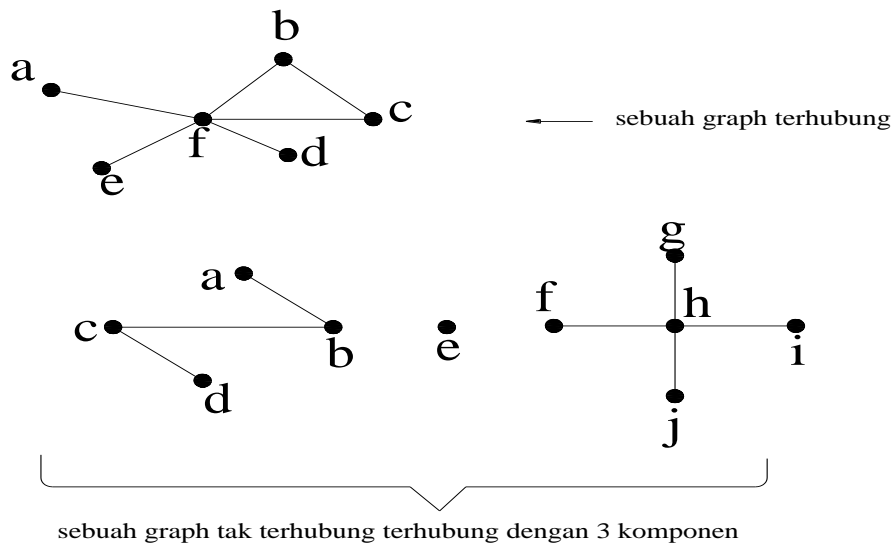 b
a
c
sebuah graph terhubung
f
d
e
g
a
f
h
c
b
e
i
d
j
sebuah graph tak terhubung terhubung dengan 3 komponen